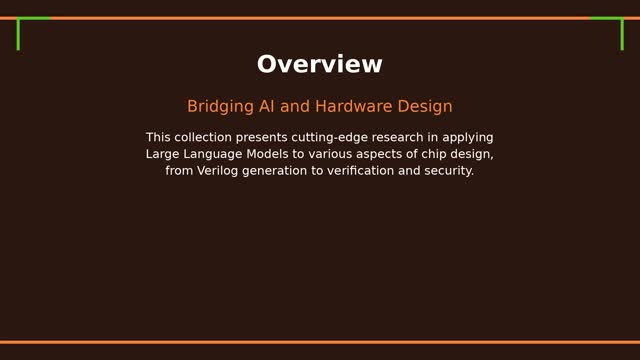 Overview
Bridging AI and Hardware Design
This collection presents cutting-edge research in applying
Large Language Models to various aspects of chip design,
from Verilog generation to verification and security.